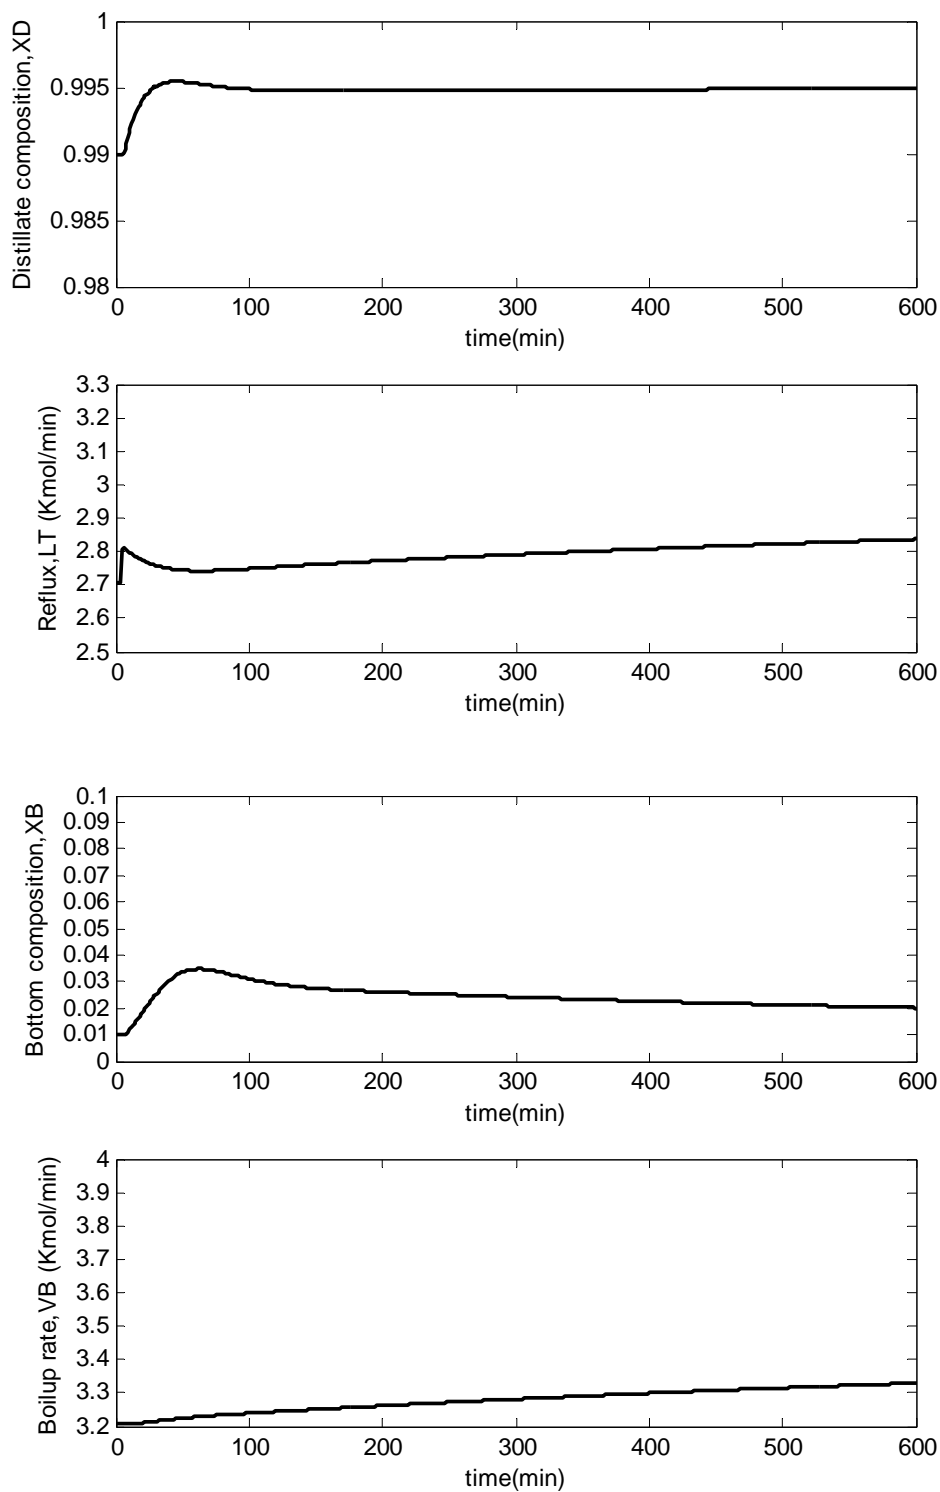 Distillate composition,XD
1
0.995
0.99
0.985
0.98
0 100 200 300 400 500 600
time(min)
Reflux,LT (Kmol/min)
3.3
3.2
3.1
3
2.9
2.8
2.7
2.6
2.5
0 100 200 300 400 500 600
time(min)
Bottom composition,XB
0.1
0.09
0.08
0.07
0.06
0.05
0.04
0.03
0.02
0.01
0
0 100 200 300 400 500 600
time(min)
Boilup rate,VB (Kmol/min)
4
3.9
3.8
3.7
3.6
3.5
3.4
3.3
3.2
0 100 200 300 400 500 600
time(min)